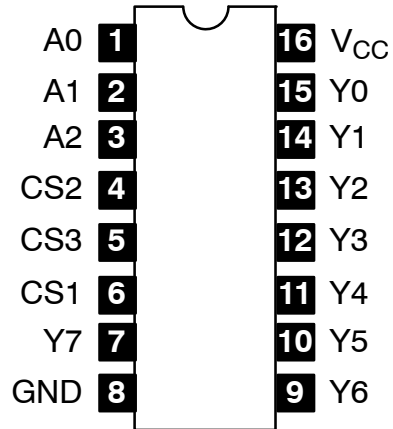 A0 1 16 VCC
A1 2 15 Y0
A2 3 14 Y1
CS2 4 13 Y2
CS3 5 12 Y3
CS1 6 11 Y4
Y7 7 10 Y5
GND 8 9 Y6